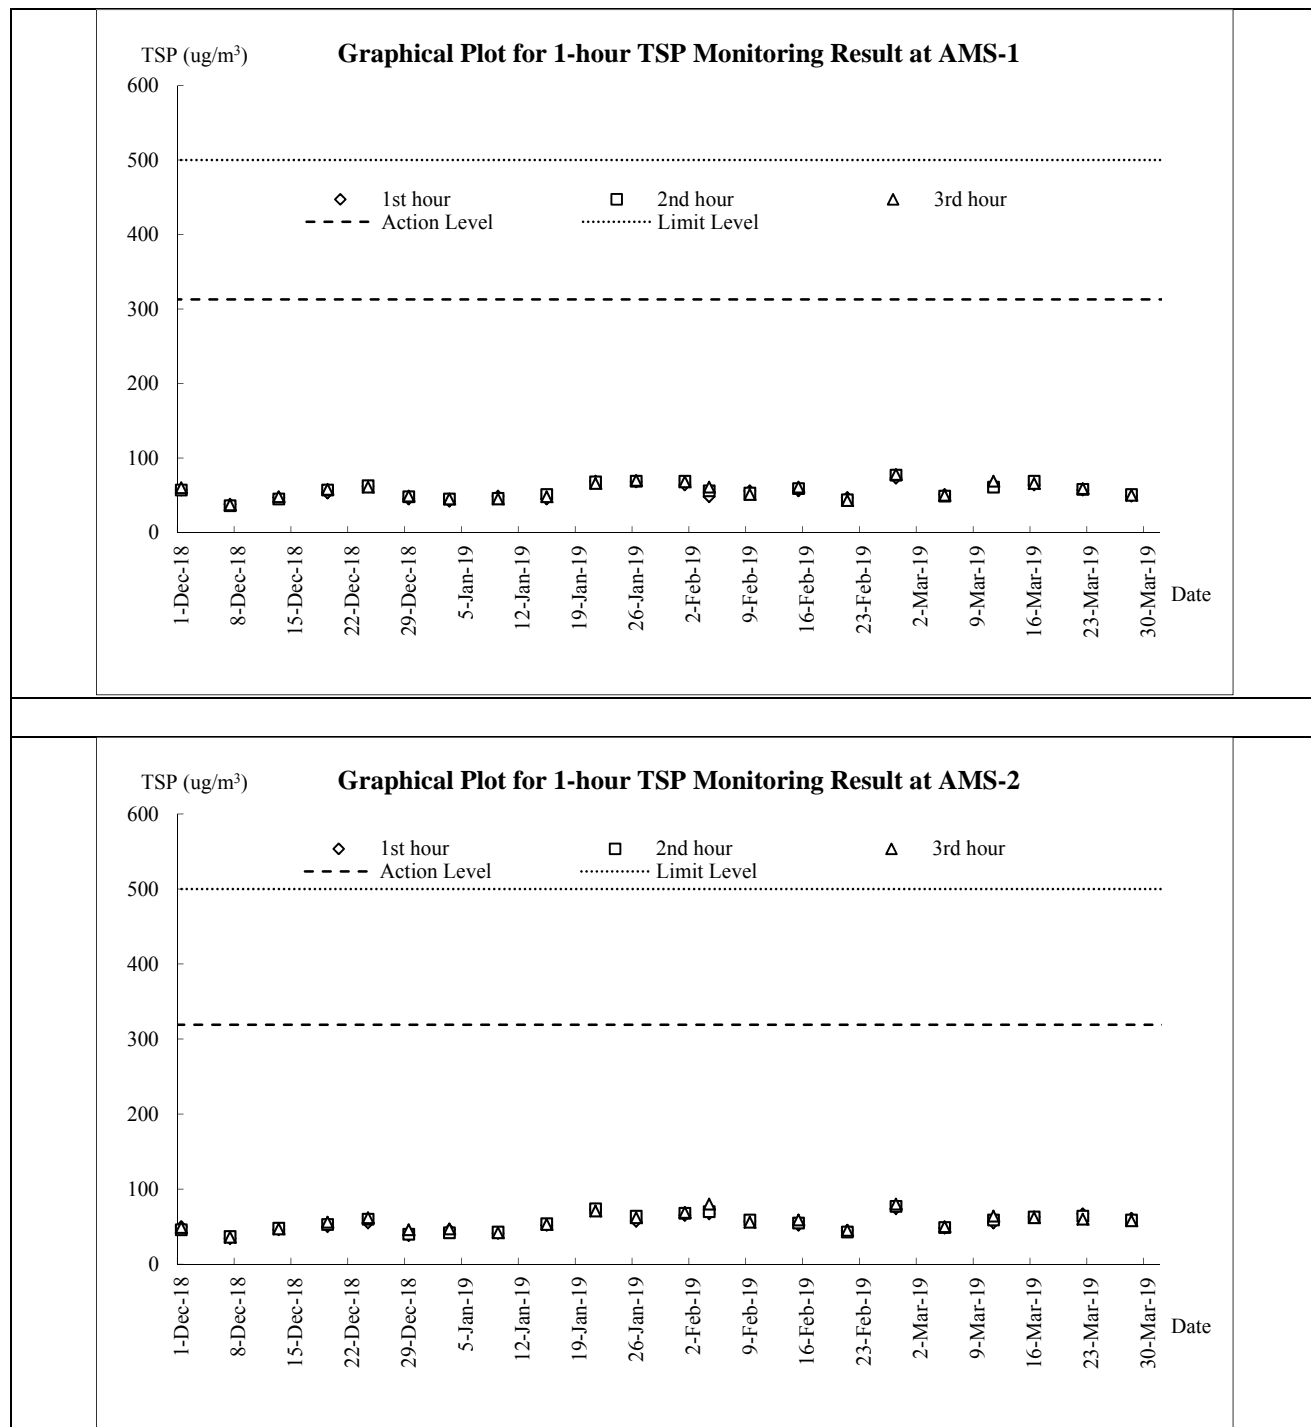 TSP (ug/m³) Graphical Plot for 1-hour TSP Monitoring Result at AMS-1
600
500
1st hour 2nd hour 3rd hour
Action Level Limit Level
400
300
200
100
0
1-Dec-18 8-Dec-18 15-Dec-18 22-Dec-18 29-Dec-18 5-Jan-19 12-Jan-19 19-Jan-19 26-Jan-19 2-Feb-19 9-Feb-19 16-Feb-19 23-Feb-19 2-Mar-19 9-Mar-19 16-Mar-19 23-Mar-19 30-Mar-19 Date
TSP (ug/m³) Graphical Plot for 1-hour TSP Monitoring Result at AMS-2
600
1st hour 2nd hour 3rd hour
Action Level Limit Level
500
400
300
200
100
0
1-Dec-18 8-Dec-18 15-Dec-18 22-Dec-18 29-Dec-18 5-Jan-19 12-Jan-19 19-Jan-19 26-Jan-19 2-Feb-19 9-Feb-19 16-Feb-19 23-Feb-19 2-Mar-19 9-Mar-19 16-Mar-19 23-Mar-19 30-Mar-19 Date